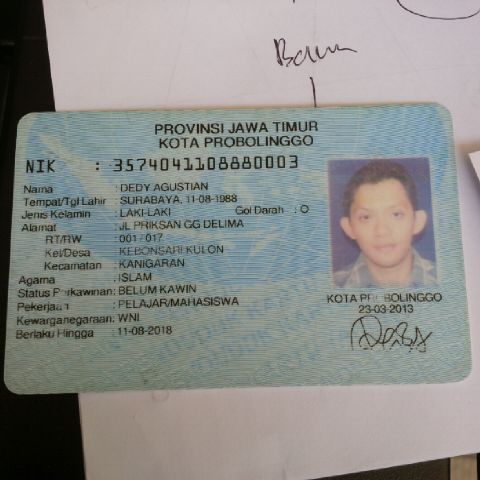 Belum
PROVINSI JAWA TIMUR
KOTA PROBOLINGGO
NIK : 3574041108880003
Nama : DEDY AGUSTIAN
Tempat/Tgl Lahir : SURABAYA, 11-08-1988
Jenis Kelamin : LAKI-LAKI Gol Darah : O
Alamat : JL PRIKSAN GG DELIMA
RT/RW : 001 / 017
Kel/Desa : KEBONSARI KULON
Kecamatan : KANIGARAN
Agama : ISLAM
Status Perkawinan: BELUM KAWIN
Pekerjaan : PELAJAR/MAHASISWA
Kewarganegaraan: WNI
Berlaku Hingga : 11-08-2018
KOTA PROBOLINGGO
23-03-2013